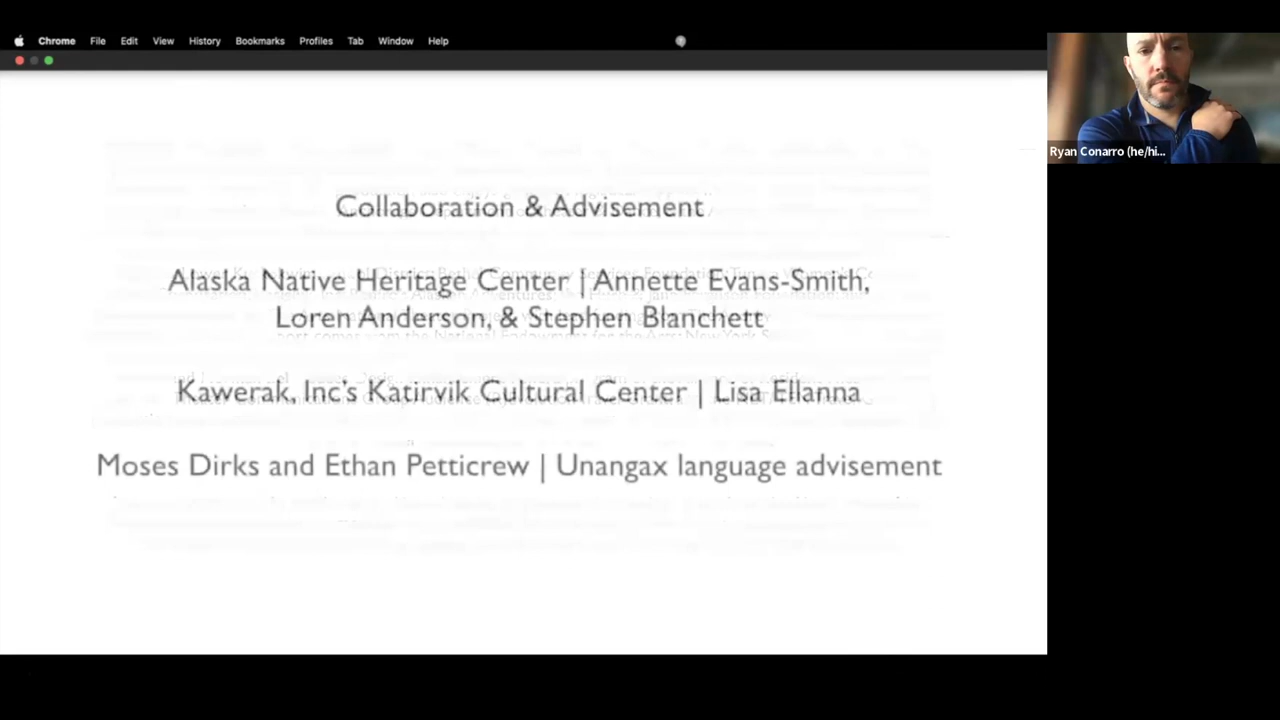 Chrome File Edit View History Bookmarks Profiles Tab Window Help
Ryan Conarro (he/hi...
Collaboration & Advisement
Alaska Native Heritage Center | Annette Evans-Smith,
Loren Anderson, & Stephen Blanchett
Kawerak, Inc's Katirvik Cultural Center | Lisa Ellanna
Moses Dirks and Ethan Petticrew | Unangax language advisement